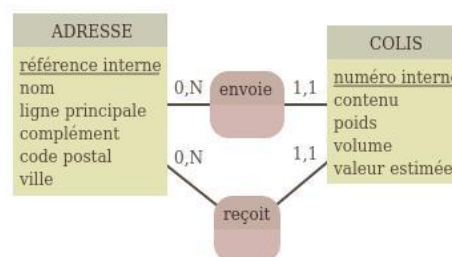 ADRESSE
référence interne
nom
ligne principale
complément
code postal
ville
0,N
envoie
1,1
0,N
reçoit
1,1
COLIS
numéro interne
contenu
poids
volume
valeur estimée